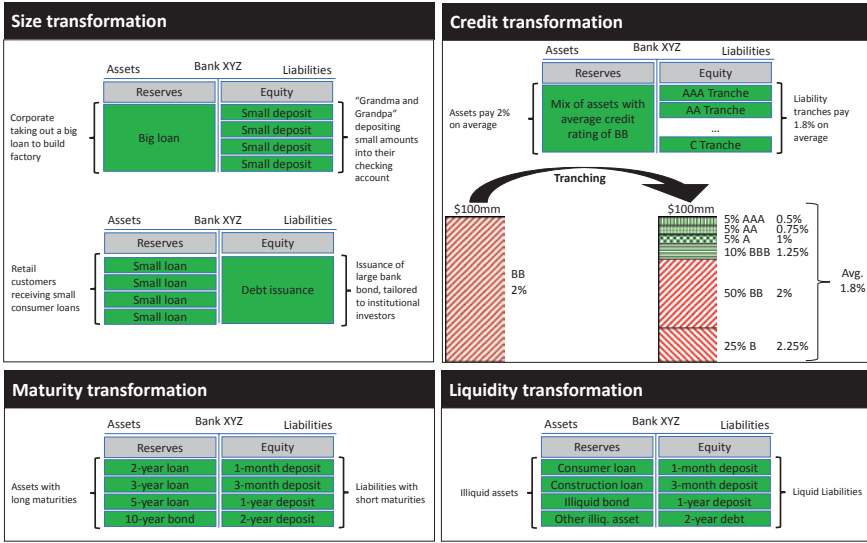 Size transformation
Bank XYZ
Assets
Liabilities
Reserves
Equity
Corporate
taking out a big
loan to build
factory
Big loan
Small deposit
Small deposit
Small deposit
Small deposit
“Grandma and
Grandpa”
depositing
small amounts
into their
checking
account
Bank XYZ
Assets
Liabilities
Reserves
Equity
Retail
customers
receiving small
consumer loans
Small loan
Small loan
Small loan
Small loan
Debt issuance
Issuance of
large bank
bond, tailored
to institutional
investors
Credit transformation
Bank XYZ
Assets
Liabilities
Reserves
Equity
Assets pay 2%
on average
Mix of assets with
average credit
rating of BB
AAA Tranche
AA Tranche
...
C Tranche
Liability
tranches pay
1.8% on
average
Tranching
$100mm
BB
2%
$100mm
5% AAA 0.5%
5% AA 0.75%
5% A 1%
10% BBB 1.25%
50% BB 2%
25% B 2.25%
Avg.
1.8%
Maturity transformation
Bank XYZ
Assets
Liabilities
Reserves
Equity
Assets with
long maturities
2-year loan
3-year loan
5-year loan
10-year bond
1-month deposit
3-month deposit
1-year deposit
2-year deposit
Liabilities with
short maturities
Liquidity transformation
Bank XYZ
Assets
Liabilities
Reserves
Equity
Illiquid assets
Consumer loan
Construction loan
Illiquid bond
Other illiq. asset
1-month deposit
3-month deposit
1-year deposit
2-year debt
Liquid Liabilities